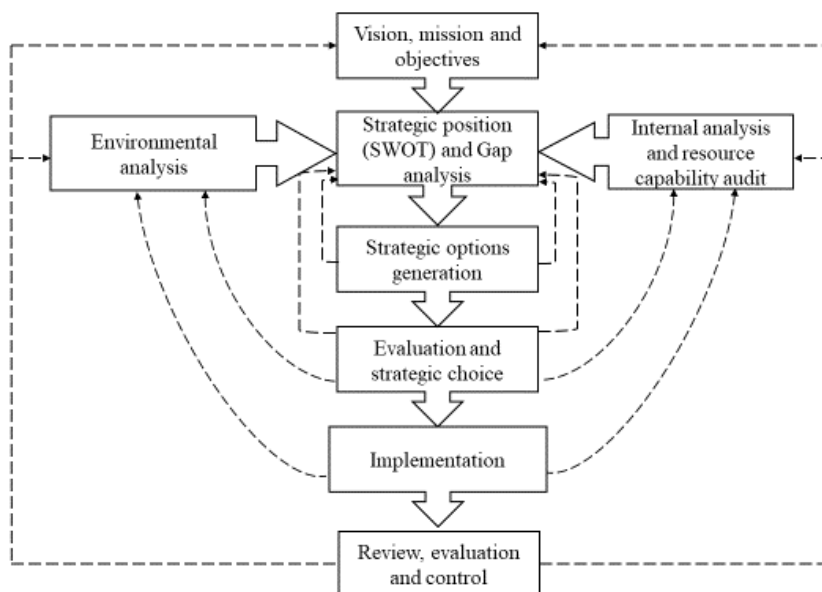 Vision, mission and
objectives
Environmental
analysis
Strategic position
(SWOT) and Gap
analysis
Internal analysis
and resource
capability audit
Strategic options
generation
Evaluation and
strategic choice
Implementation
Review, evaluation
and control